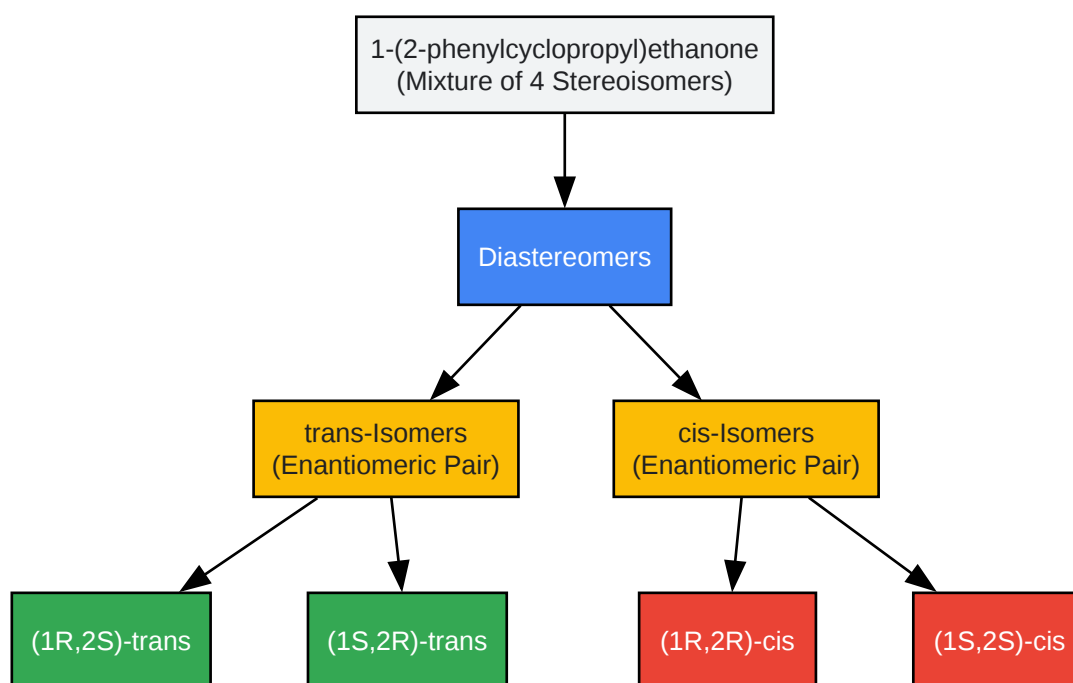 1-(2-phenylcyclopropyl)ethanone
(Mixture of 4 Stereoisomers)
Diastereomers
trans-Isomers
(Enantiomeric Pair)
cis-Isomers
(Enantiomeric Pair)
(1R,2S)-trans
(1S,2R)-trans
(1R,2R)-cis
(1S,2S)-cis